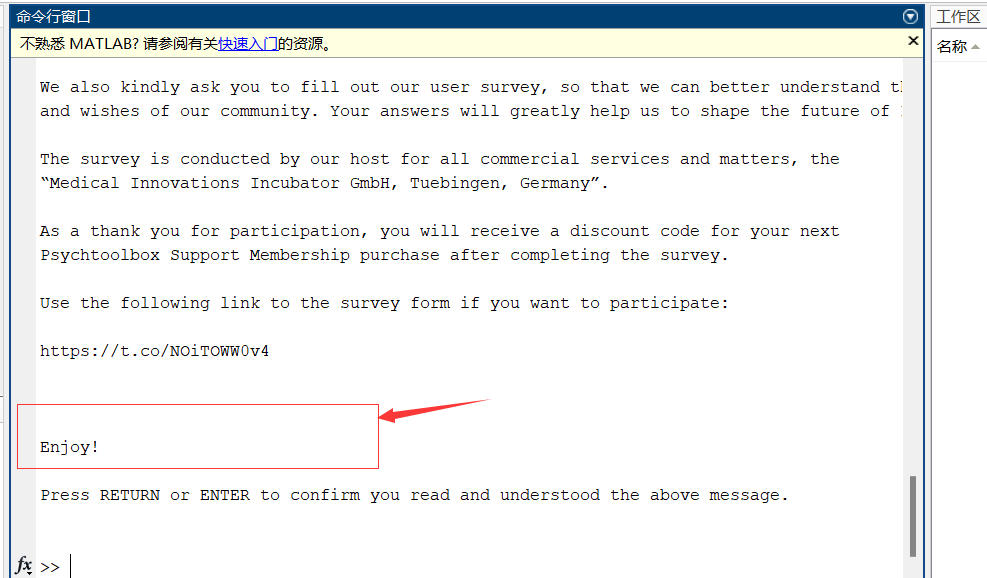 命令行窗口
工作区
不熟悉 MATLAB? 请参阅有关快速入门的资源。
名称
We also kindly ask you to fill out our user survey, so that we can better understand
and wishes of our community. Your answers will greatly help us to shape the future of
The survey is conducted by our host for all commercial services and matters, the
“Medical Innovations Incubator GmbH, Tuebingen, Germany”.
As a thank you for participation, you will receive a discount code for your next
Psychtoolbox Support Membership purchase after completing the survey.
Use the following link to the survey form if you want to participate:
https://t.co/NOiTOWW0v4
Enjoy!
Press RETURN or ENTER to confirm you read and understood the above message.
fx >>